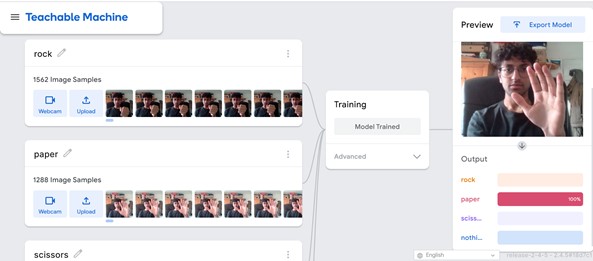 Teachable Machine
rock
1562 Image Samples
Webcam
Upload
paper
1288 Image Samples
Webcam
Upload
scissors
Training
Model Trained
Advanced
Preview
Export Model
Output
rock
paper
100%
sciss...
nothi...
English